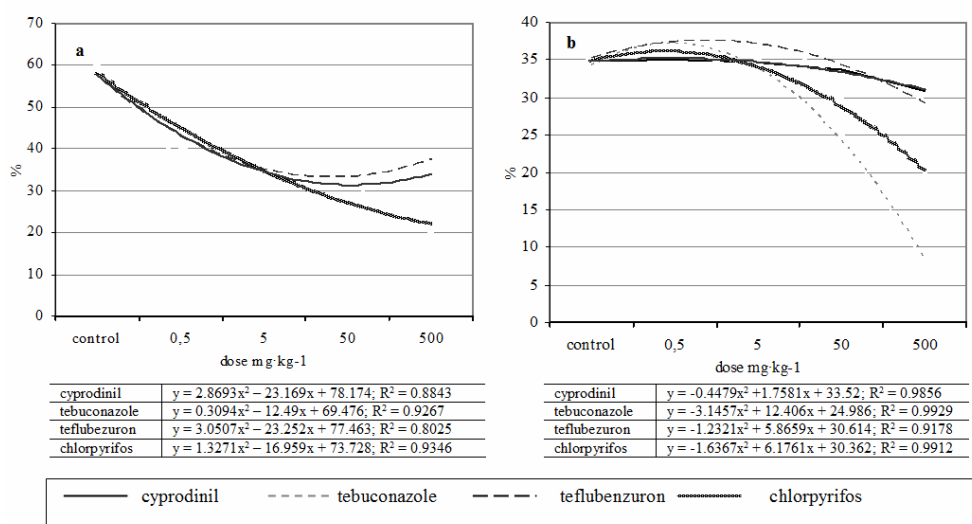 70
60
50
40
30
20
10
0
%
a
control 0,5 5 50 500
dose mg·kg-1
cyprodinil y = 2.8693x² – 23.169x + 78.174; R² = 0.8843
tebuconazole y = 0.3094x² – 12.49x + 69.476; R² = 0.9267
teflubezuron y = 3.0507x² – 23.252x + 77.463; R² = 0.8025
chlorpyrifos y = 1.3271x² – 16.959x + 73.728; R² = 0.9346
40
35
30
25
20
15
10
5
0
%
b
control 0,5 5 50 500
dose mg·kg-1
cyprodinil y = -0.4479x² +1.7581x + 33.52; R² = 0.9856
tebuconazole y = -3.1457x² + 12.406x + 24.986; R² = 0.9929
teflubezuron y = -1.2321x² + 5.8659x + 30.614; R² = 0.9178
chlorpyrifos y = -1.6367x² + 6.1761x + 30.362; R² = 0.9912
cyprodinil tebuconazole teflubenzuron chlorpyrifos